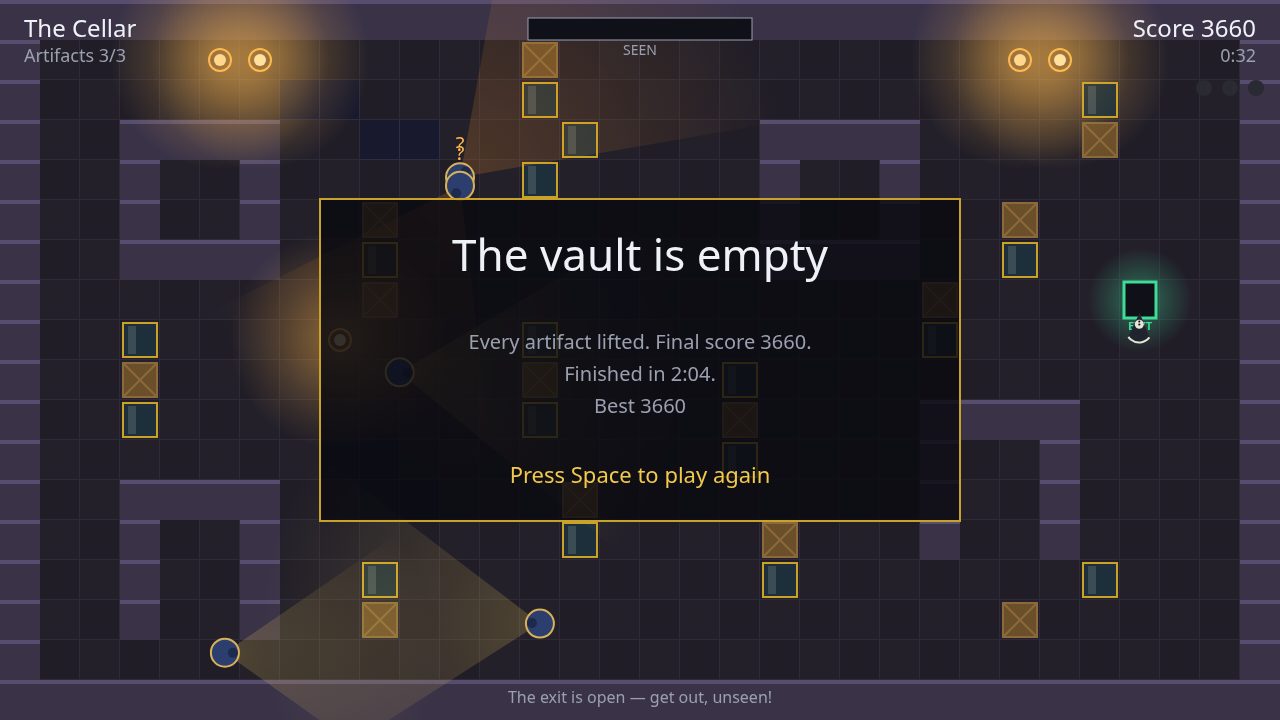 The Cellar
Artifacts 3/3
SEEN
Score 3660
0:32
?
?
The vault is empty
Every artifact lifted. Final score 3660.
Finished in 2:04.
Best 3660
Press Space to play again
The exit is open — get out, unseen!